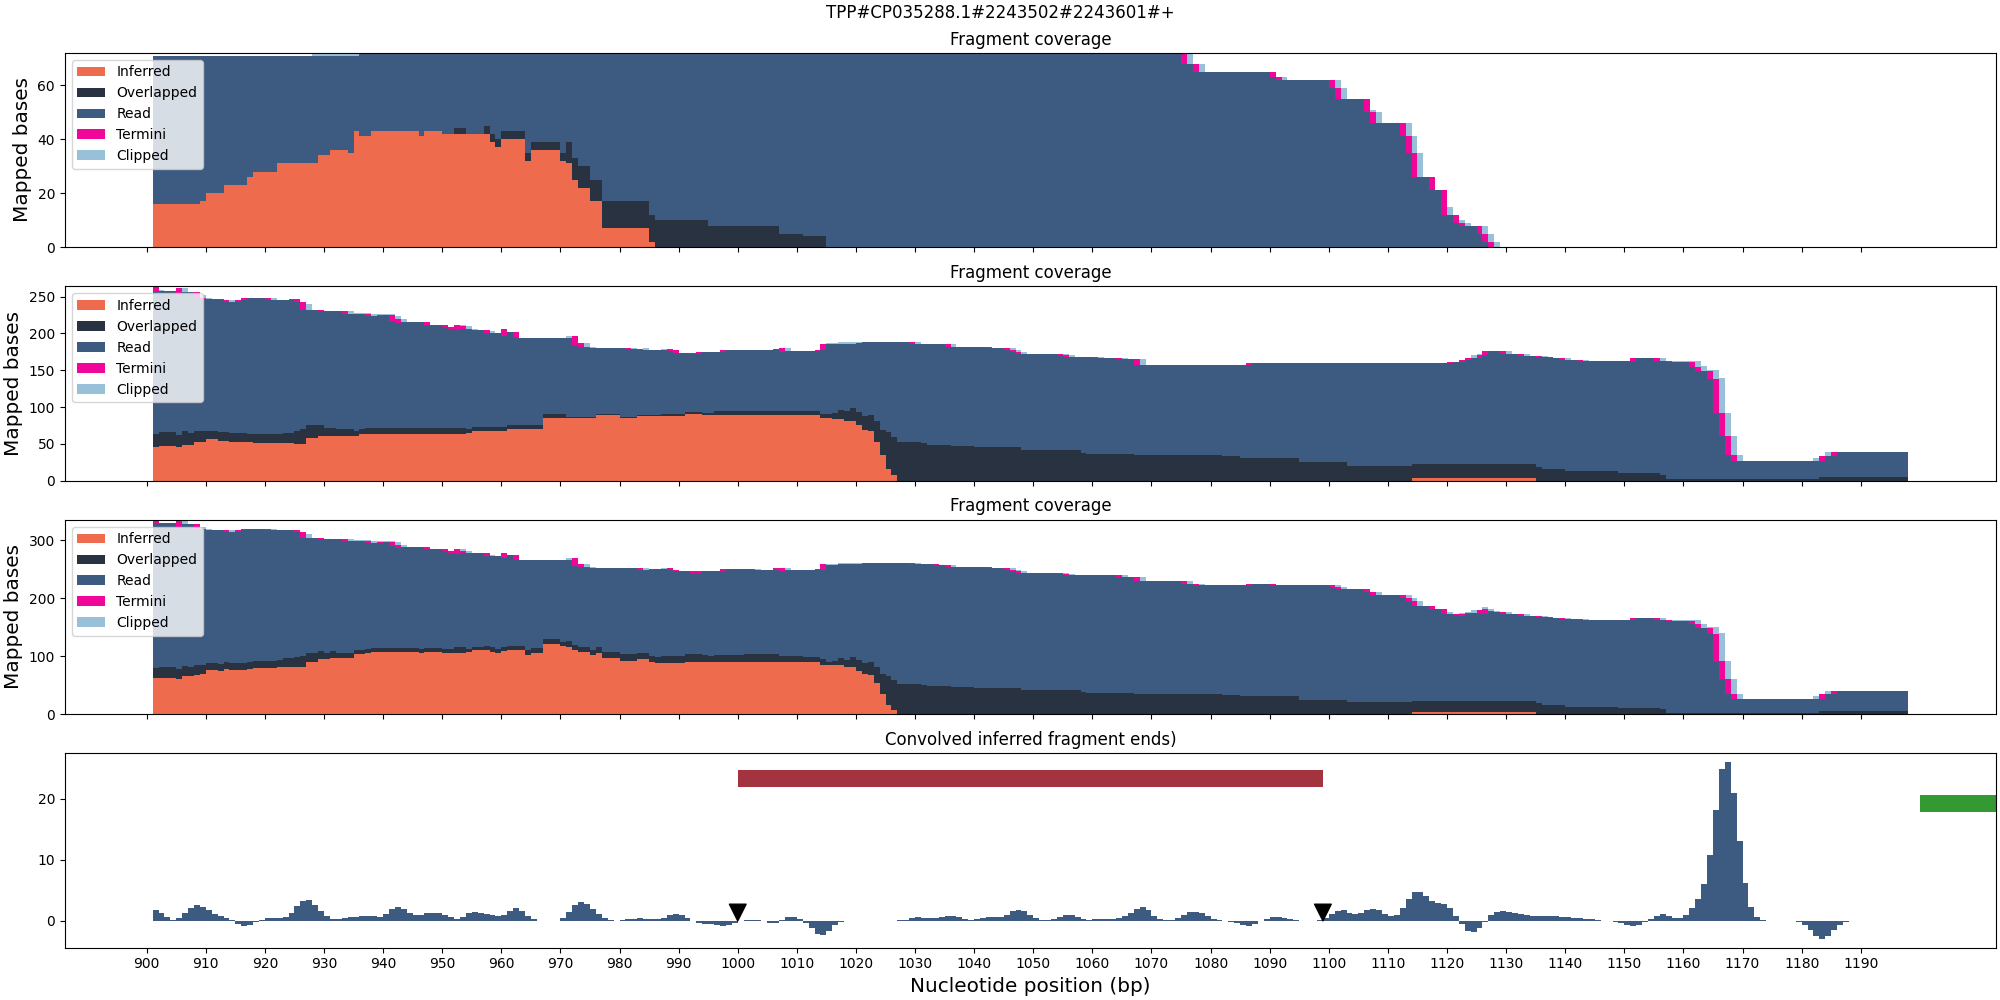 TPP#CP035288.1#2243502#2243601#+
Fragment coverage
Mapped bases
60
40
20
0
Inferred
Overlapped
Read
Termini
Clipped
Fragment coverage
Mapped bases
250
200
150
100
50
0
Inferred
Overlapped
Read
Termini
Clipped
Fragment coverage
Mapped bases
300
200
100
0
Inferred
Overlapped
Read
Termini
Clipped
Convolved inferred fragment ends)
20
10
0
900 910 920 930 940 950 960 970 980 990 1000 1010 1020 1030 1040 1050 1060 1070 1080 1090 1100 1110 1120 1130 1140 1150 1160 1170 1180 1190
Nucleotide position (bp)